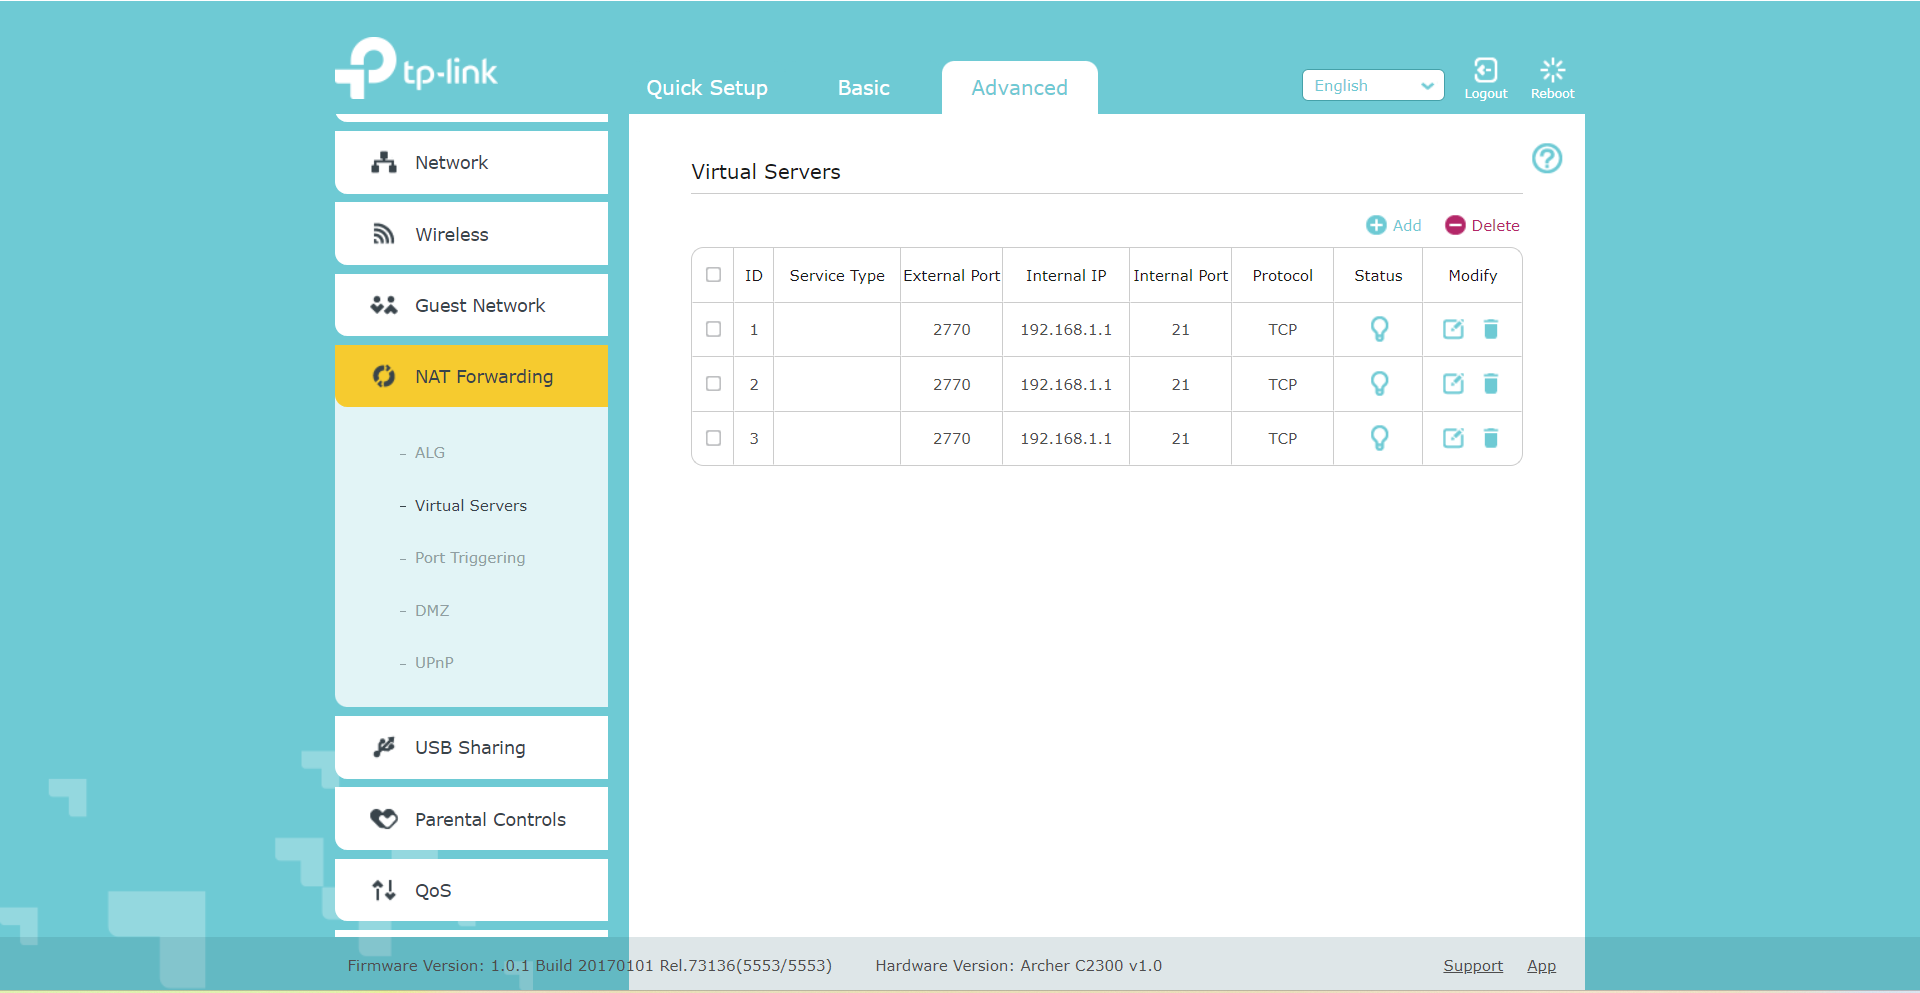 tp-link
Quick Setup
Basic
Advanced
English
Logout
Reboot
Network
Wireless
Guest Network
NAT Forwarding
– ALG
– Virtual Servers
– Port Triggering
– DMZ
– UPnP
USB Sharing
Parental Controls
QoS
Virtual Servers
Add Delete
ID Service Type External Port Internal IP Internal Port Protocol Status Modify
1 2770 192.168.1.1 21 TCP
2 2770 192.168.1.1 21 TCP
3 2770 192.168.1.1 21 TCP
Firmware Version: 1.0.1 Build 20170101 Rel.73136(5553/5553) Hardware Version: Archer C2300 v1.0 Support App